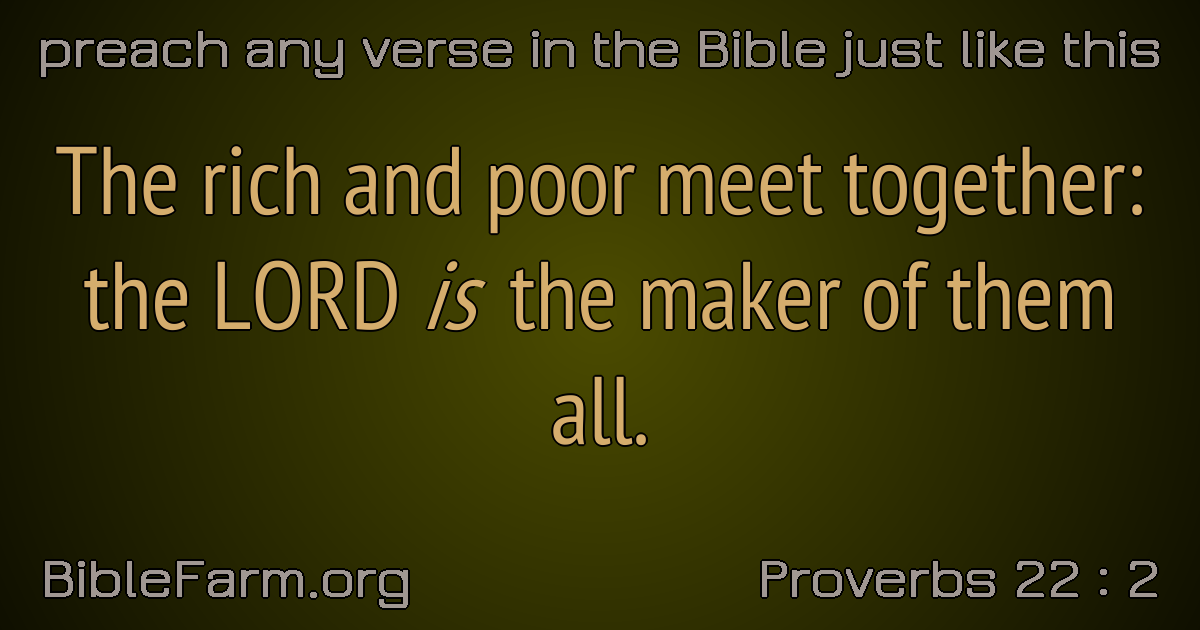 preach any verse in the Bible just like this
The rich and poor meet together:
the LORD is the maker of them
all.
BibleFarm.org
Proverbs 22 : 2